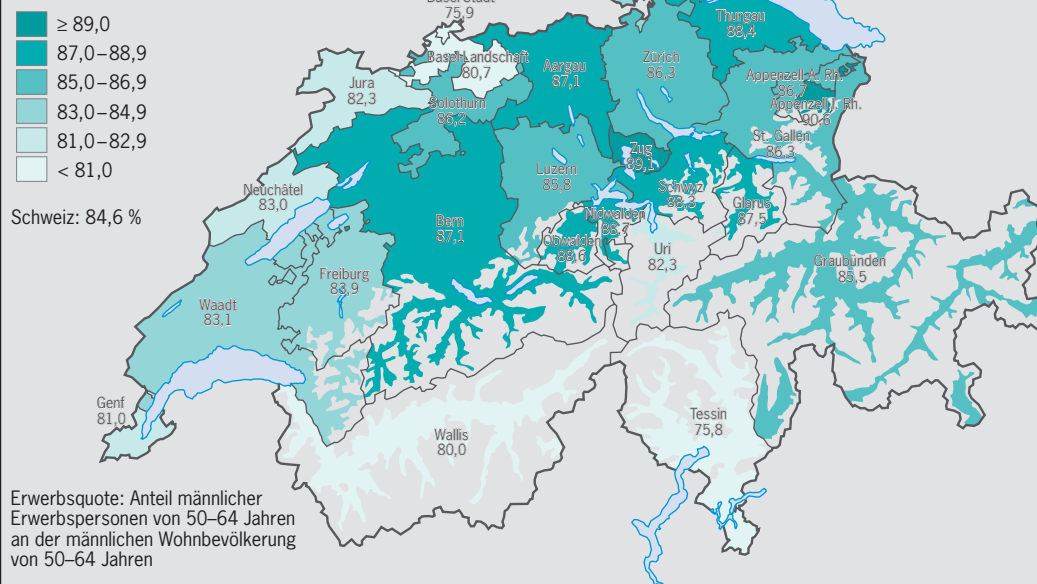 ≥ 89,0
87,0–88,9
85,0–86,9
83,0–84,9
81,0–82,9
< 81,0
Schweiz: 84,6 %
Basel-Stadt
75,9
Basel-Landschaft
80,7
Jura
82,3
Solothurn
86,2
Aargau
87,1
Zürich
86,3
Thurgau
88,4
Appenzell A. Rh.
86,7
Appenzell I. Rh.
90,6
St. Gallen
86,3
Zug
89,1
Luzern
85,8
Schwyz
88,3
Glarus
87,5
Nidwalden
88,7
Obwalden
88,6
Uri
82,3
Neuchâtel
83,0
Bern
87,1
Freiburg
83,9
Graubünden
85,5
Waadt
83,1
Genf
81,0
Wallis
80,0
Tessin
75,8
Erwerbsquote: Anteil männlicher
Erwerbspersonen von 50–64 Jahren
an der männlichen Wohnbevölkerung
von 50–64 Jahren